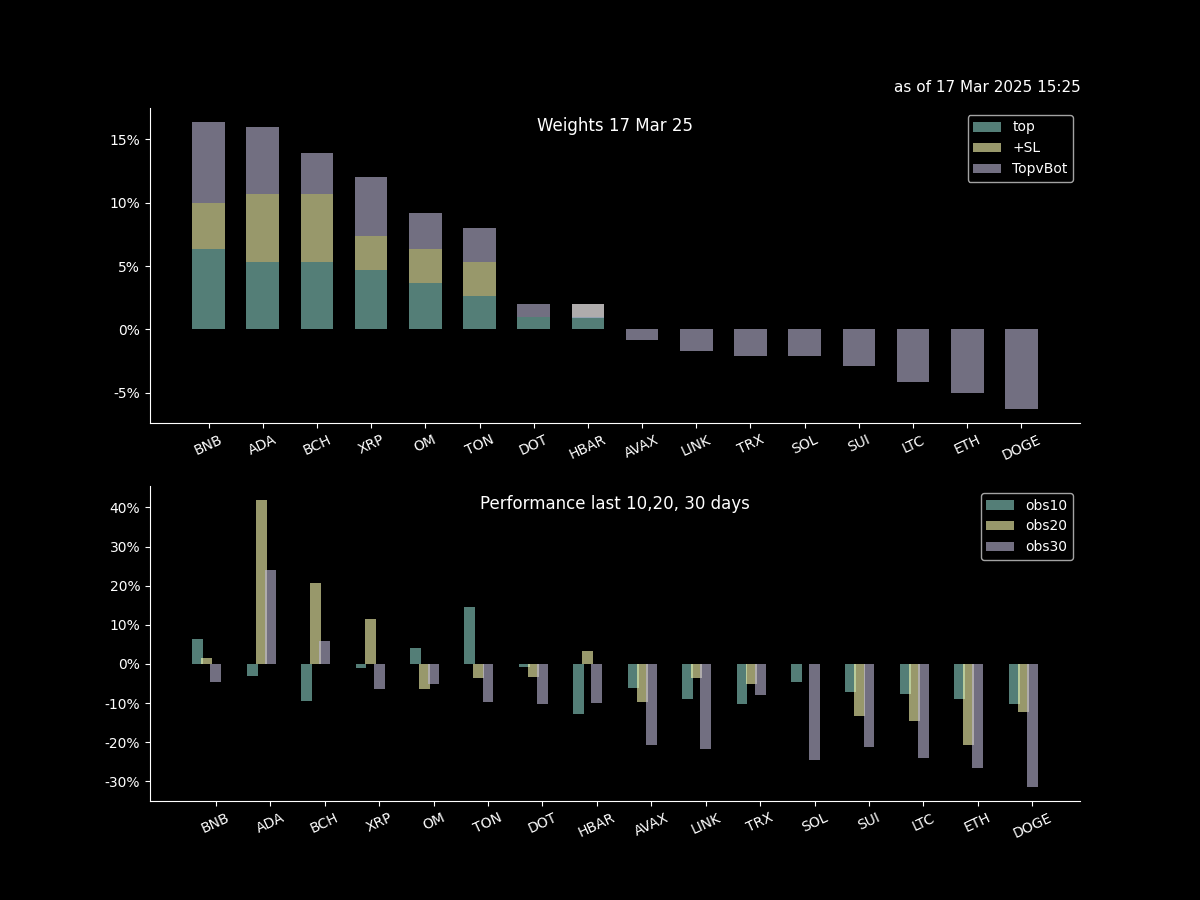 as of 17 Mar 2025 15:25
Weights 17 Mar 25
top
+SL
TopvBot
15%
10%
5%
0%
-5%
BNB ADA BCH XRP OM TON DOT HBAR AVAX LINK TRX SOL SUI LTC ETH DOGE
Performance last 10,20, 30 days
obs10
obs20
obs30
40%
30%
20%
10%
0%
-10%
-20%
-30%
BNB ADA BCH XRP OM TON DOT HBAR AVAX LINK TRX SOL SUI LTC ETH DOGE